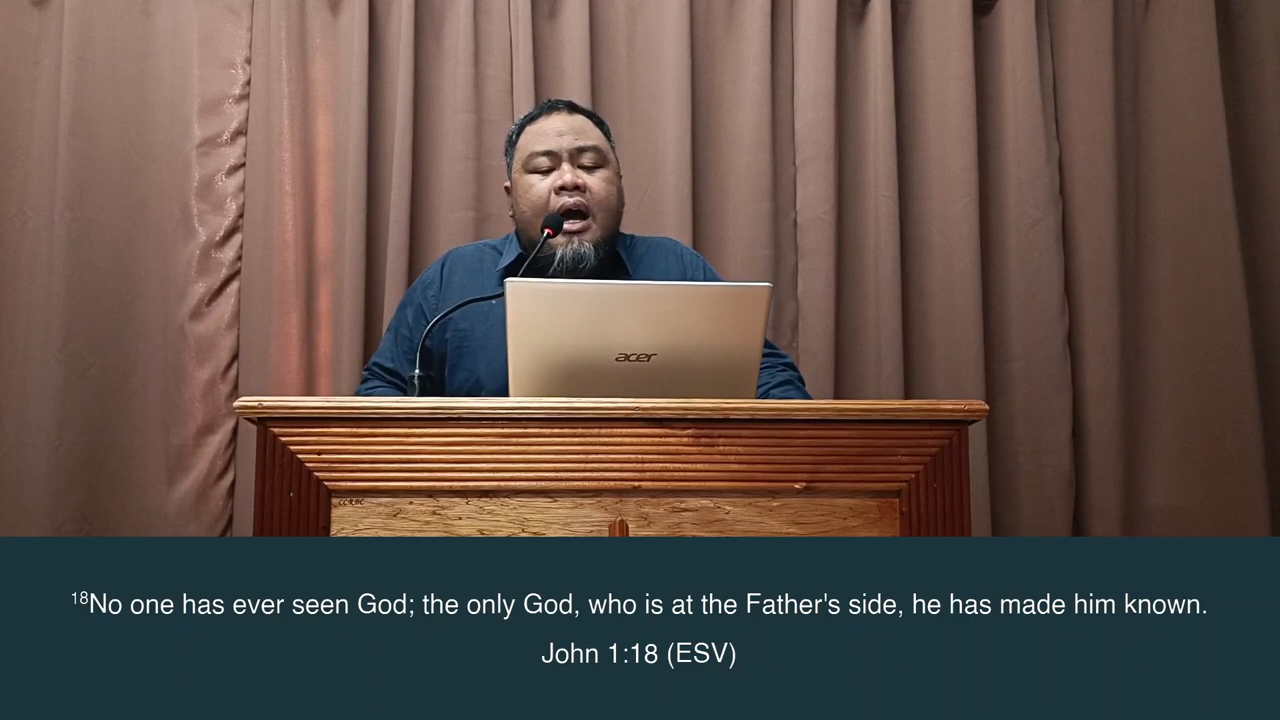 acer
CCRBC
¹⁸No one has ever seen God; the only God, who is at the Father's side, he has made him known.
John 1:18 (ESV)